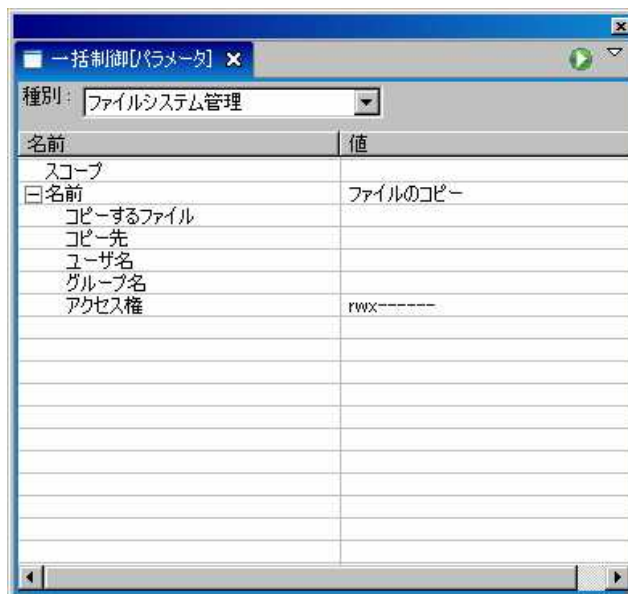 一括制御[パラメータ]
種別： ファイルシステム管理
名前 値
スコープ
名前 ファイルのコピー
コピーするファイル
コピー先
ユーザ名
グループ名
アクセス権 rwx------